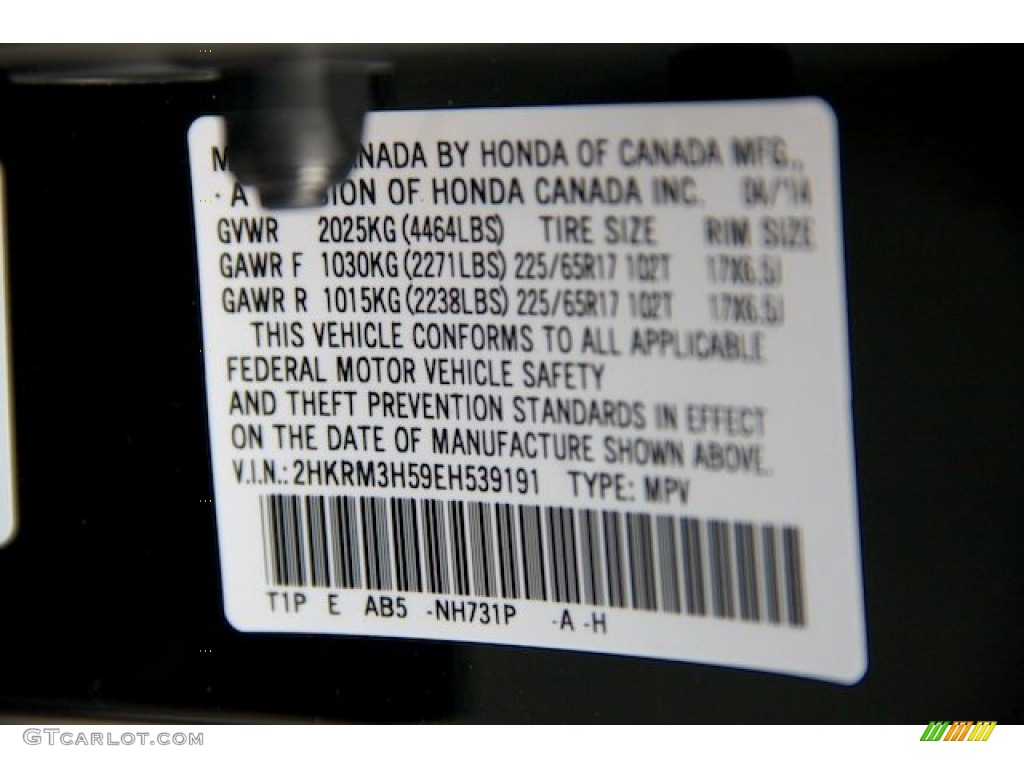 M NADA BY HONDA OF CANADA MFG.,
· A ION OF HONDA CANADA INC. 04/14
GVWR 2025KG (4464LBS) TIRE SIZE RIM SIZE
GAWR F 1030KG (2271LBS) 225/65R17 102T 17X6.5J
GAWR R 1015KG (2238LBS) 225/65R17 102T 17X6.5J
THIS VEHICLE CONFORMS TO ALL APPLICABLE
FEDERAL MOTOR VEHICLE SAFETY
AND THEFT PREVENTION STANDARDS IN EFFECT
ON THE DATE OF MANUFACTURE SHOWN ABOVE.
V.I.N.: 2HKRM3H59EH539191 TYPE: MPV
T1P E AB5 -NH731P -A -H
GTCARLOT.COM